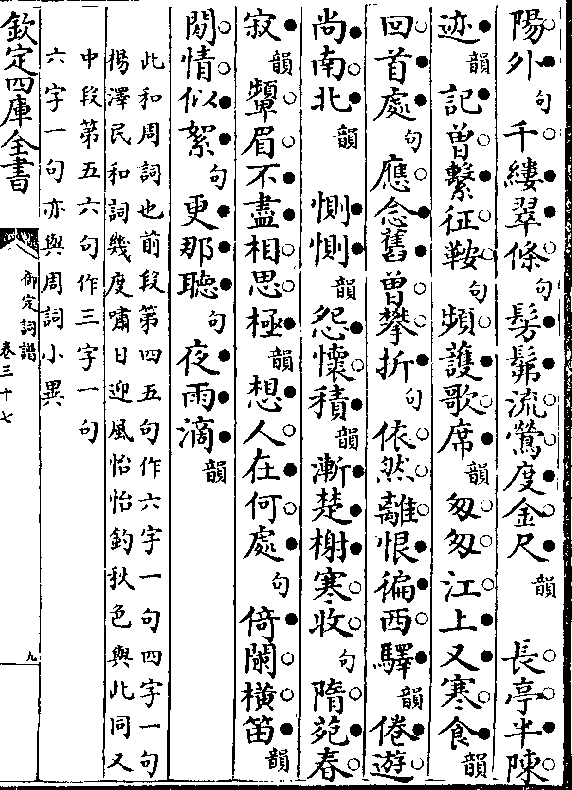 陽外句千縷翠條句髣髴流鶯度金尺韻 長亭半陳
迹韻記曾繫征鞍句頻護歌席韻匆匆江上又寒食韻
回首處句應念舊曾攀折句依然離恨徧西驛韻倦遊
尚南北韻 惻惻韻怨懷積韻漸楚榭寒收句隋苑春
寂韻顰眉不盡相思極韻想人在何處句倚闌橫笛韻
閒情似絮句更那聽句夜雨滴韻
此和周詞也前段第四五句作六字一句四字一句
楊澤民和詞幾度嘯日迎風怡怡鈞秋色與此同又
中段第五六句作三字一句
六字一句亦與周詞小異
欽定四庫全書
御定詞譜
卷三十七
九